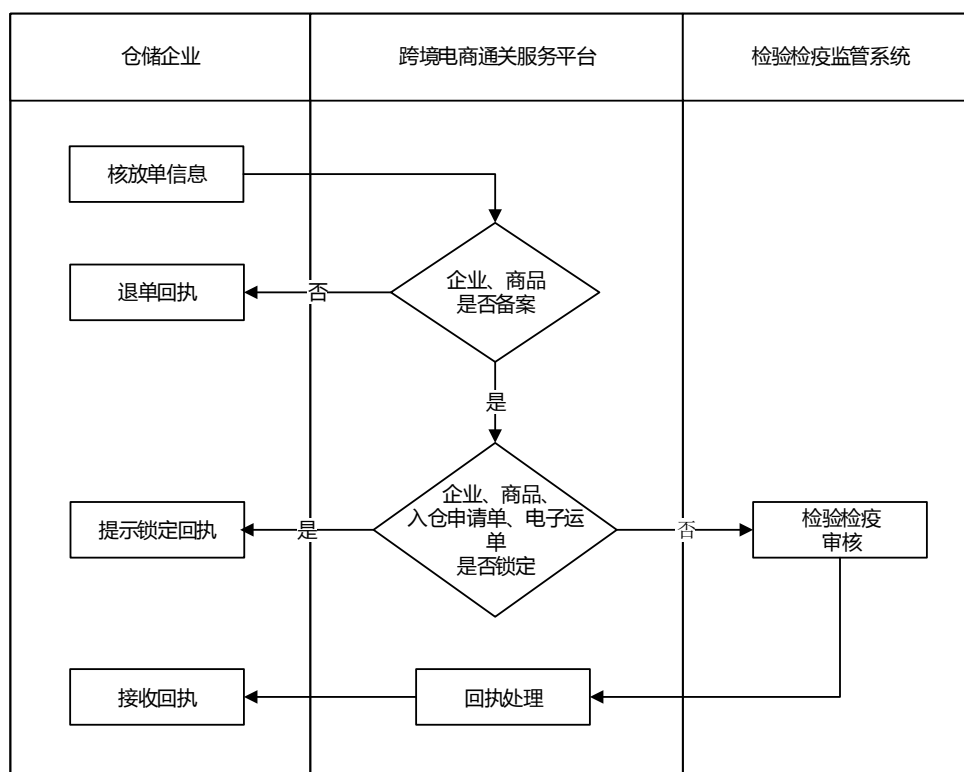 仓储企业
跨境电商通关服务平台
检验检疫监管系统
核放单信息
企业、商品
是否备案
否
退单回执
是
企业、商品、
入仓申请单、电子运
单
是否锁定
是
提示锁定回执
否
检验检疫
审核
回执处理
接收回执